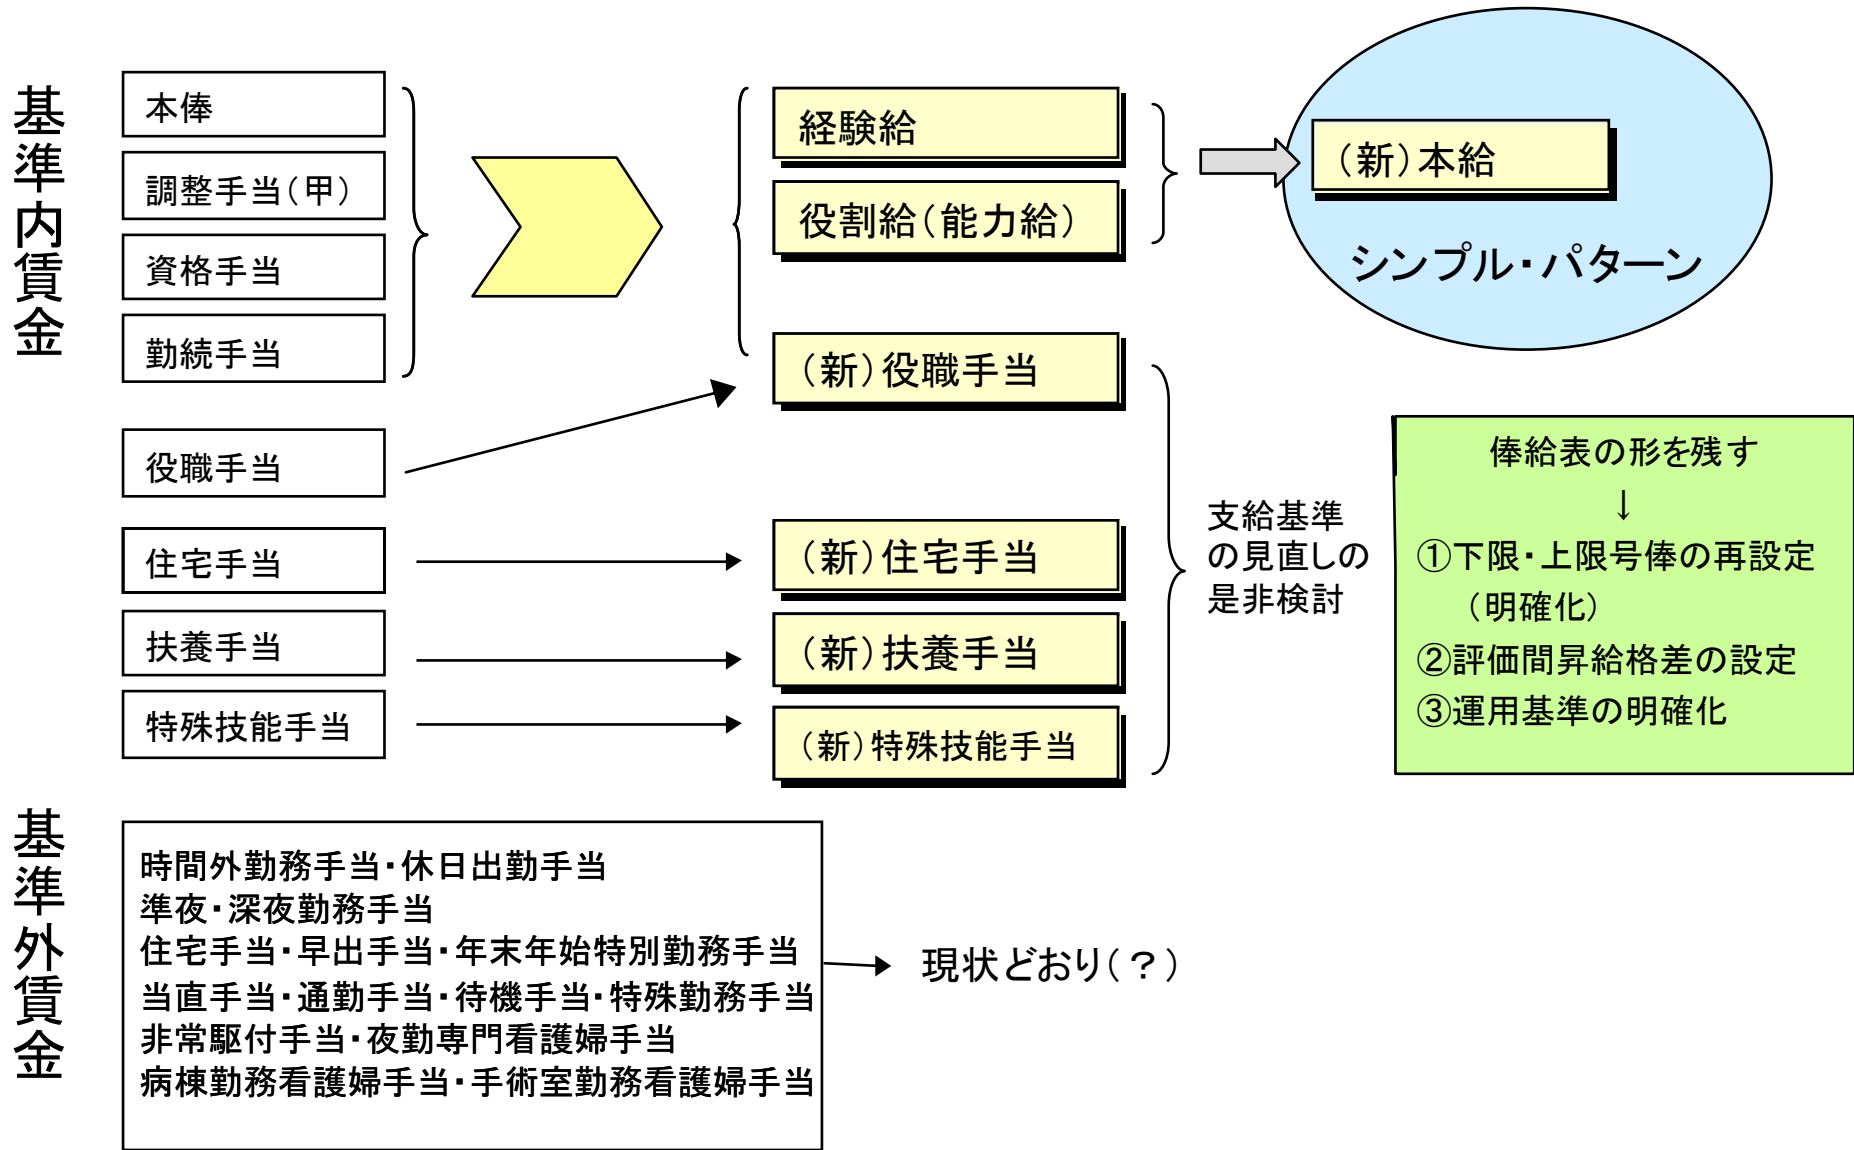 基準内賃金
本俸
調整手当（甲）
資格手当
勤続手当
役職手当
住宅手当
扶養手当
特殊技能手当
経験給
役割給（能力給）
（新）役職手当
（新）住宅手当
（新）扶養手当
（新）特殊技能手当
（新）本給
シンプル・パターン
支給基準
の見直しの
是非検討
俸給表の形を残す
↓
①下限・上限号俸の再設定
（明確化）
②評価間昇給格差の設定
③運用基準の明確化
基準外賃金
時間外勤務手当・休日出勤手当
準夜・深夜勤務手当
住宅手当・早出手当・年末年始特別勤務手当
当直手当・通勤手当・待機手当・特殊勤務手当
非常駆付手当・夜勤専門看護婦手当
病棟勤務看護婦手当・手術室勤務看護婦手当
現状どおり（？）